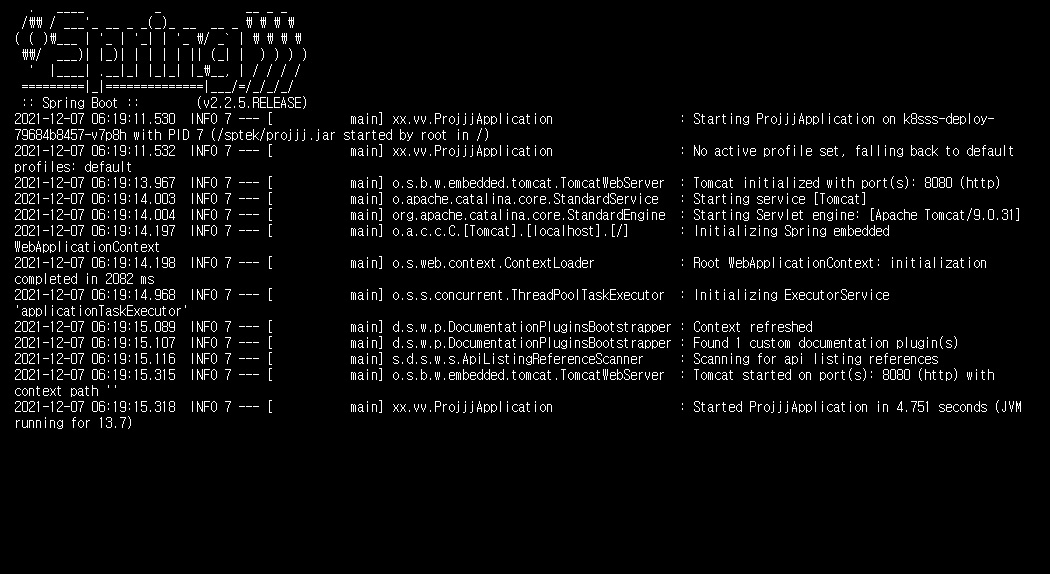 :: Spring Boot ::        (v2.2.5.RELEASE)
2021-12-07 06:19:11.530  INFO 7 --- [           main] xx.vv.ProjjjApplication                  : Starting ProjjjApplication on k8sss-deploy-
79684b8457-v7p8h with PID 7 (/sptek/projjj.jar started by root in /)
2021-12-07 06:19:11.532  INFO 7 --- [           main] xx.vv.ProjjjApplication                  : No active profile set, falling back to default
profiles: default
2021-12-07 06:19:13.967  INFO 7 --- [           main] o.s.b.w.embedded.tomcat.TomcatWebServer  : Tomcat initialized with port(s): 8080 (http)
2021-12-07 06:19:14.003  INFO 7 --- [           main] o.apache.catalina.core.StandardService   : Starting service [Tomcat]
2021-12-07 06:19:14.004  INFO 7 --- [           main] org.apache.catalina.core.StandardEngine  : Starting Servlet engine: [Apache Tomcat/9.0.31]
2021-12-07 06:19:14.197  INFO 7 --- [           main] o.a.c.c.C.[Tomcat].[localhost].[/]       : Initializing Spring embedded
WebApplicationContext
2021-12-07 06:19:14.198  INFO 7 --- [           main] o.s.web.context.ContextLoader            : Root WebApplicationContext: initialization
completed in 2082 ms
2021-12-07 06:19:14.968  INFO 7 --- [           main] o.s.s.concurrent.ThreadPoolTaskExecutor  : Initializing ExecutorService
'applicationTaskExecutor'
2021-12-07 06:19:15.089  INFO 7 --- [           main] d.s.w.p.DocumentationPluginsBootstrapper : Context refreshed
2021-12-07 06:19:15.107  INFO 7 --- [           main] d.s.w.p.DocumentationPluginsBootstrapper : Found 1 custom documentation plugin(s)
2021-12-07 06:19:15.116  INFO 7 --- [           main] s.d.s.w.s.ApiListingReferenceScanner     : Scanning for api listing references
2021-12-07 06:19:15.315  INFO 7 --- [           main] o.s.b.w.embedded.tomcat.TomcatWebServer  : Tomcat started on port(s): 8080 (http) with
context path ''
2021-12-07 06:19:15.318  INFO 7 --- [           main] xx.vv.ProjjjApplication                  : Started ProjjjApplication in 4.751 seconds (JVM
running for 13.7)